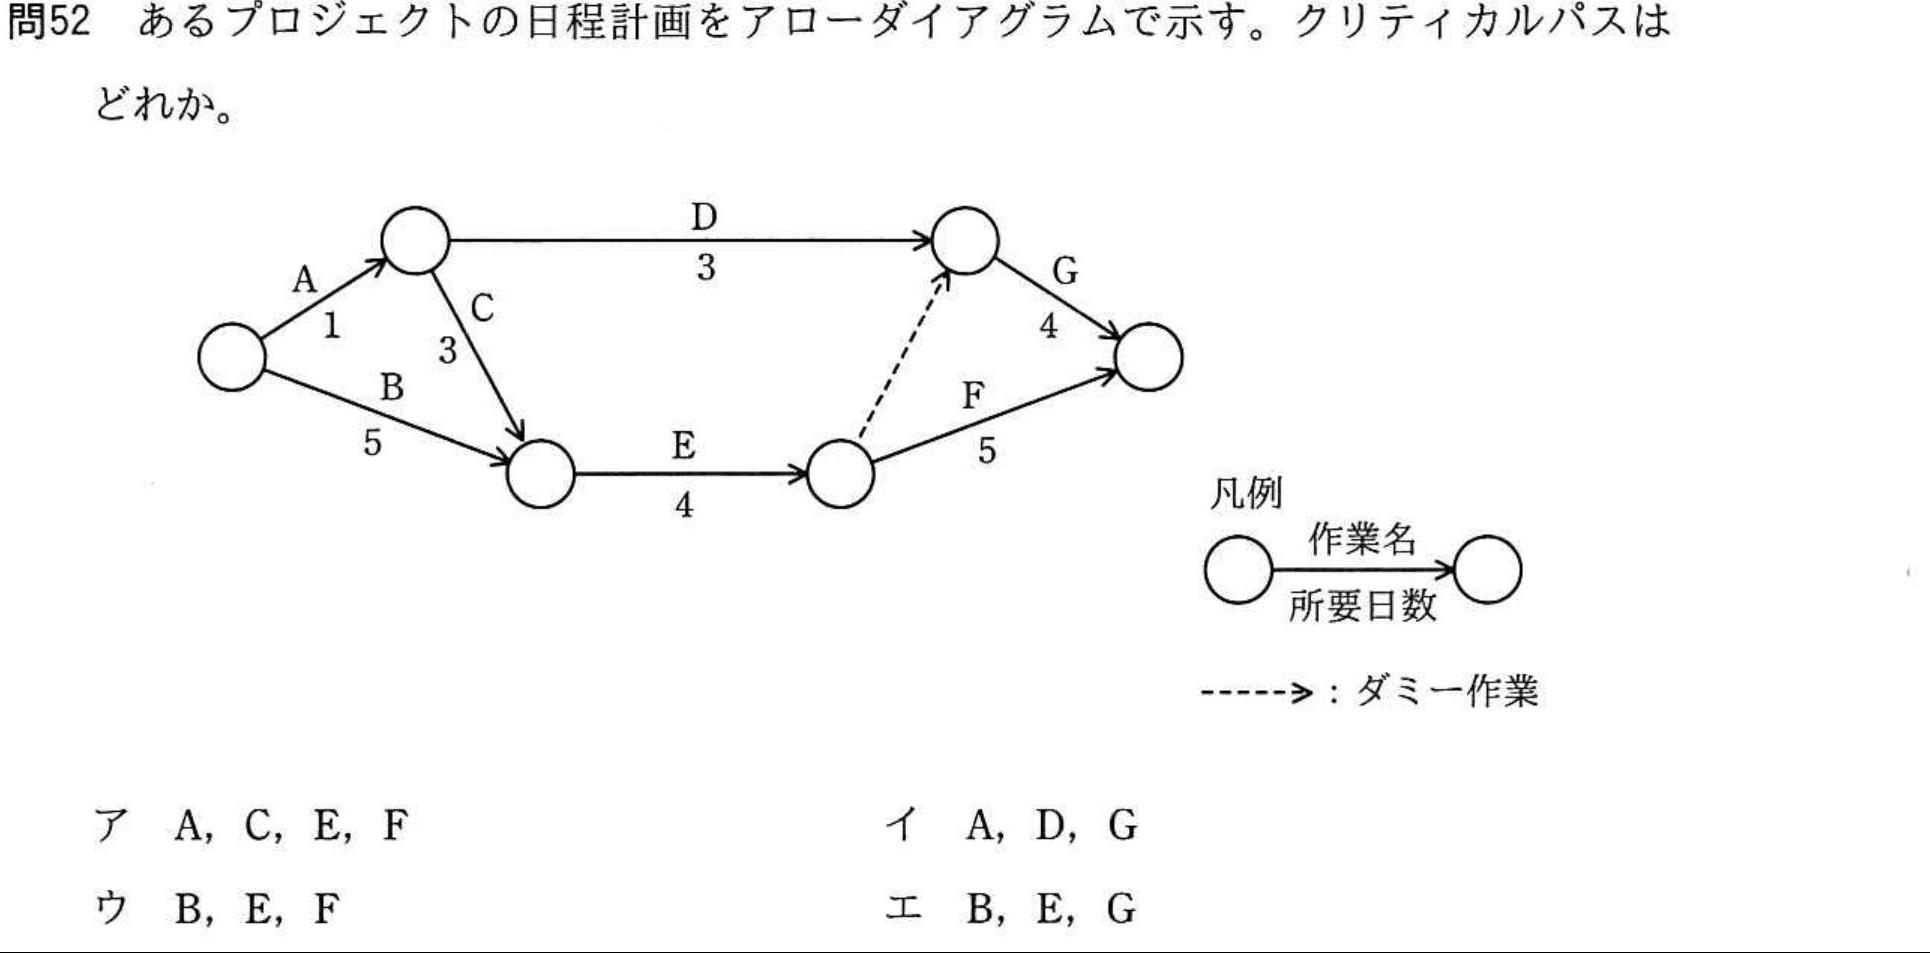 問52 あるプロジェクトの日程計画をアローダイアグラムで示す。クリティカルパスは
どれか。
D
3
A
1
C
3
G
4
B
5
E
4
F
5
凡例
作業名
所要日数
：ダミー作業
ア A, C, E, F
イ A, D, G
ウ B, E, F
エ B, E, G